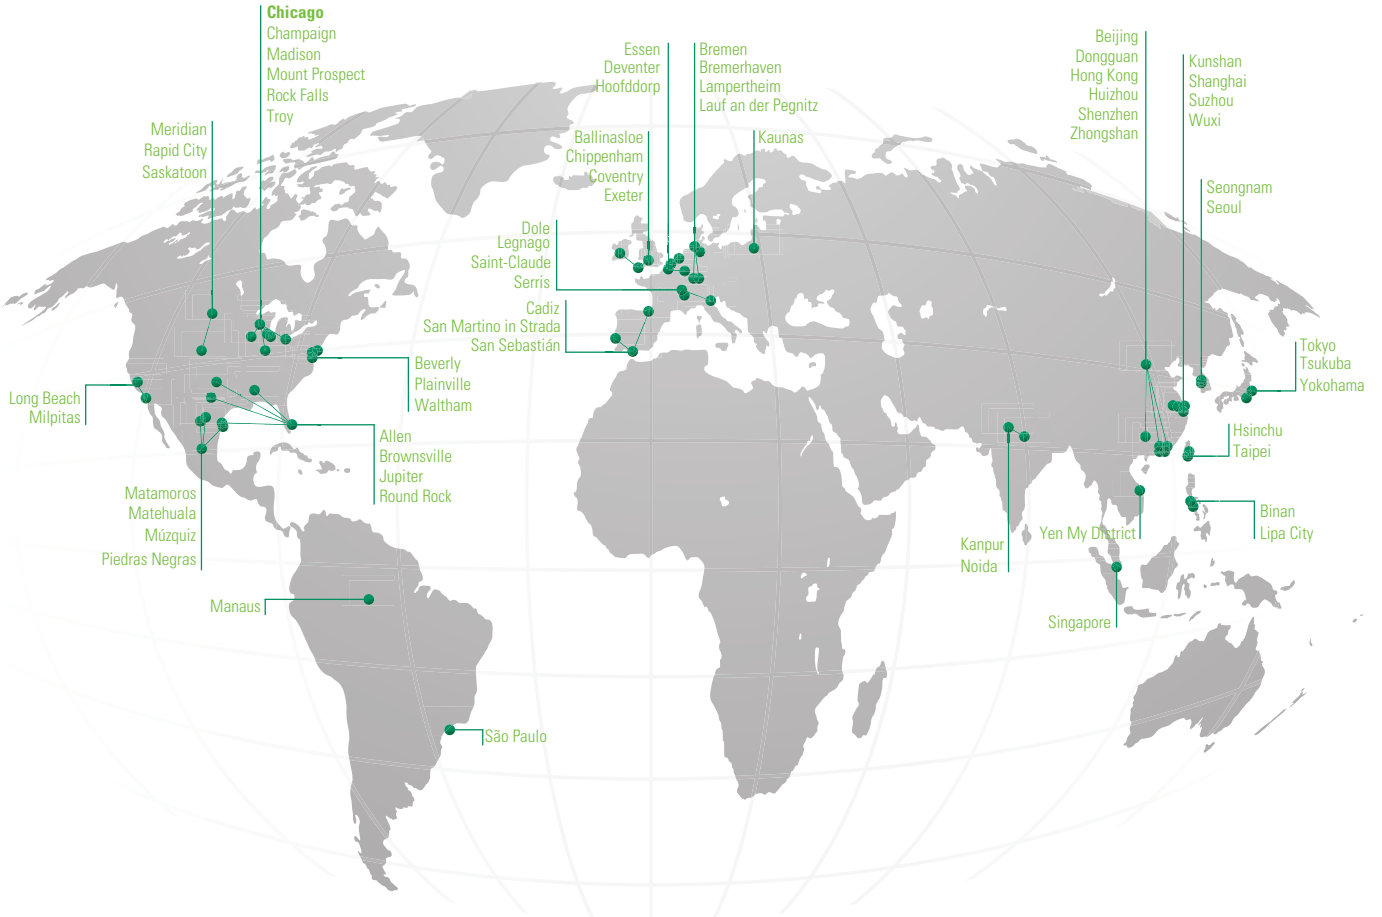 Chicago
Champaign
Madison
Mount Prospect
Rock Falls
Troy
Meridian
Rapid City
Saskatoon
Essen
Deventer
Hoofddorp
Bremen
Bremerhaven
Lampertheim
Lauf an der Pegnitz
Ballinasloe
Chippenham
Coventry
Exeter
Kaunas
Dole
Legnago
Saint-Claude
Serris
Cadiz
San Martino in Strada
San Sebastián
Beijing
Dongguan
Hong Kong
Huizhou
Shenzhen
Zhongshan
Kunshan
Shanghai
Suzhou
Wuxi
Seongnam
Seoul
Tokyo
Tsukuba
Yokohama
Long Beach
Milpitas
Beverly
Plainville
Waltham
Allen
Brownsville
Jupiter
Round Rock
Matamoros
Matehuala
Múzquiz
Piedras Negras
Hsinchu
Taipei
Binan
Lipa City
Yen My District
Kanpur
Noida
Singapore
Manaus
São Paulo